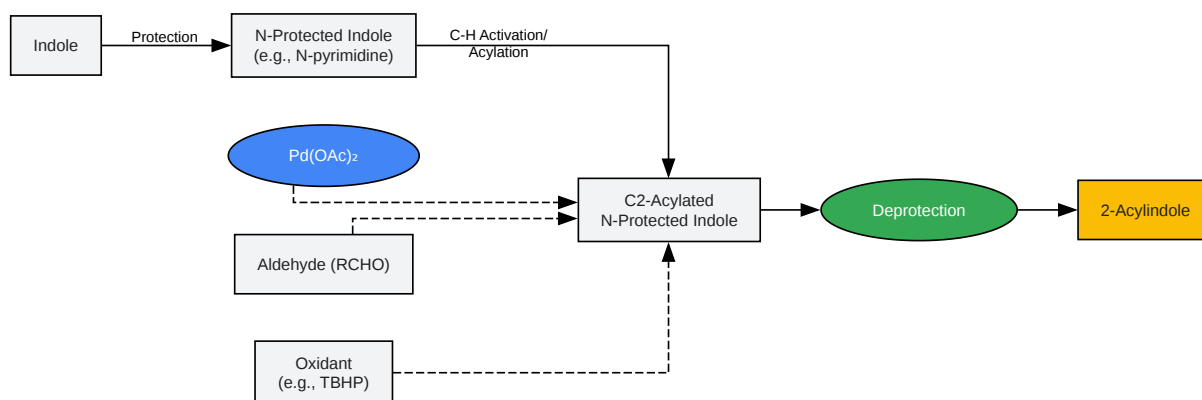 Indole
Protection
N-Protected Indole
(e.g., N-pyrimidine)
C-H Activation/
Acylation
Pd(OAc)₂
C2-Acylated
N-Protected Indole
Deprotection
2-Acylindole
Aldehyde (RCHO)
Oxidant
(e.g., TBHP)